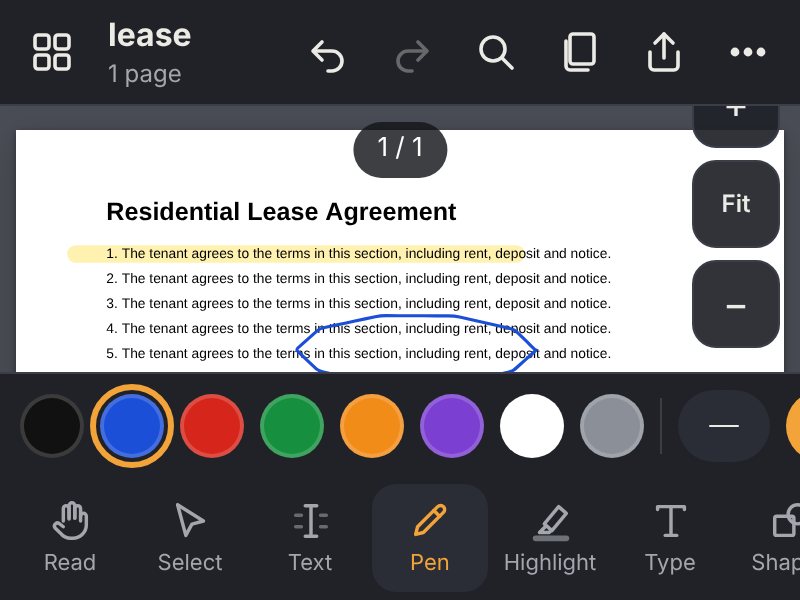 lease
1 page
1 / 1
Fit
Residential Lease Agreement
1. The tenant agrees to the terms in this section, including rent, deposit and notice.
2. The tenant agrees to the terms in this section, including rent, deposit and notice.
3. The tenant agrees to the terms in this section, including rent, deposit and notice.
4. The tenant agrees to the terms in this section, including rent, deposit and notice.
5. The tenant agrees to the terms in this section, including rent, deposit and notice.
Read Select Text Pen Highlight Type Shap